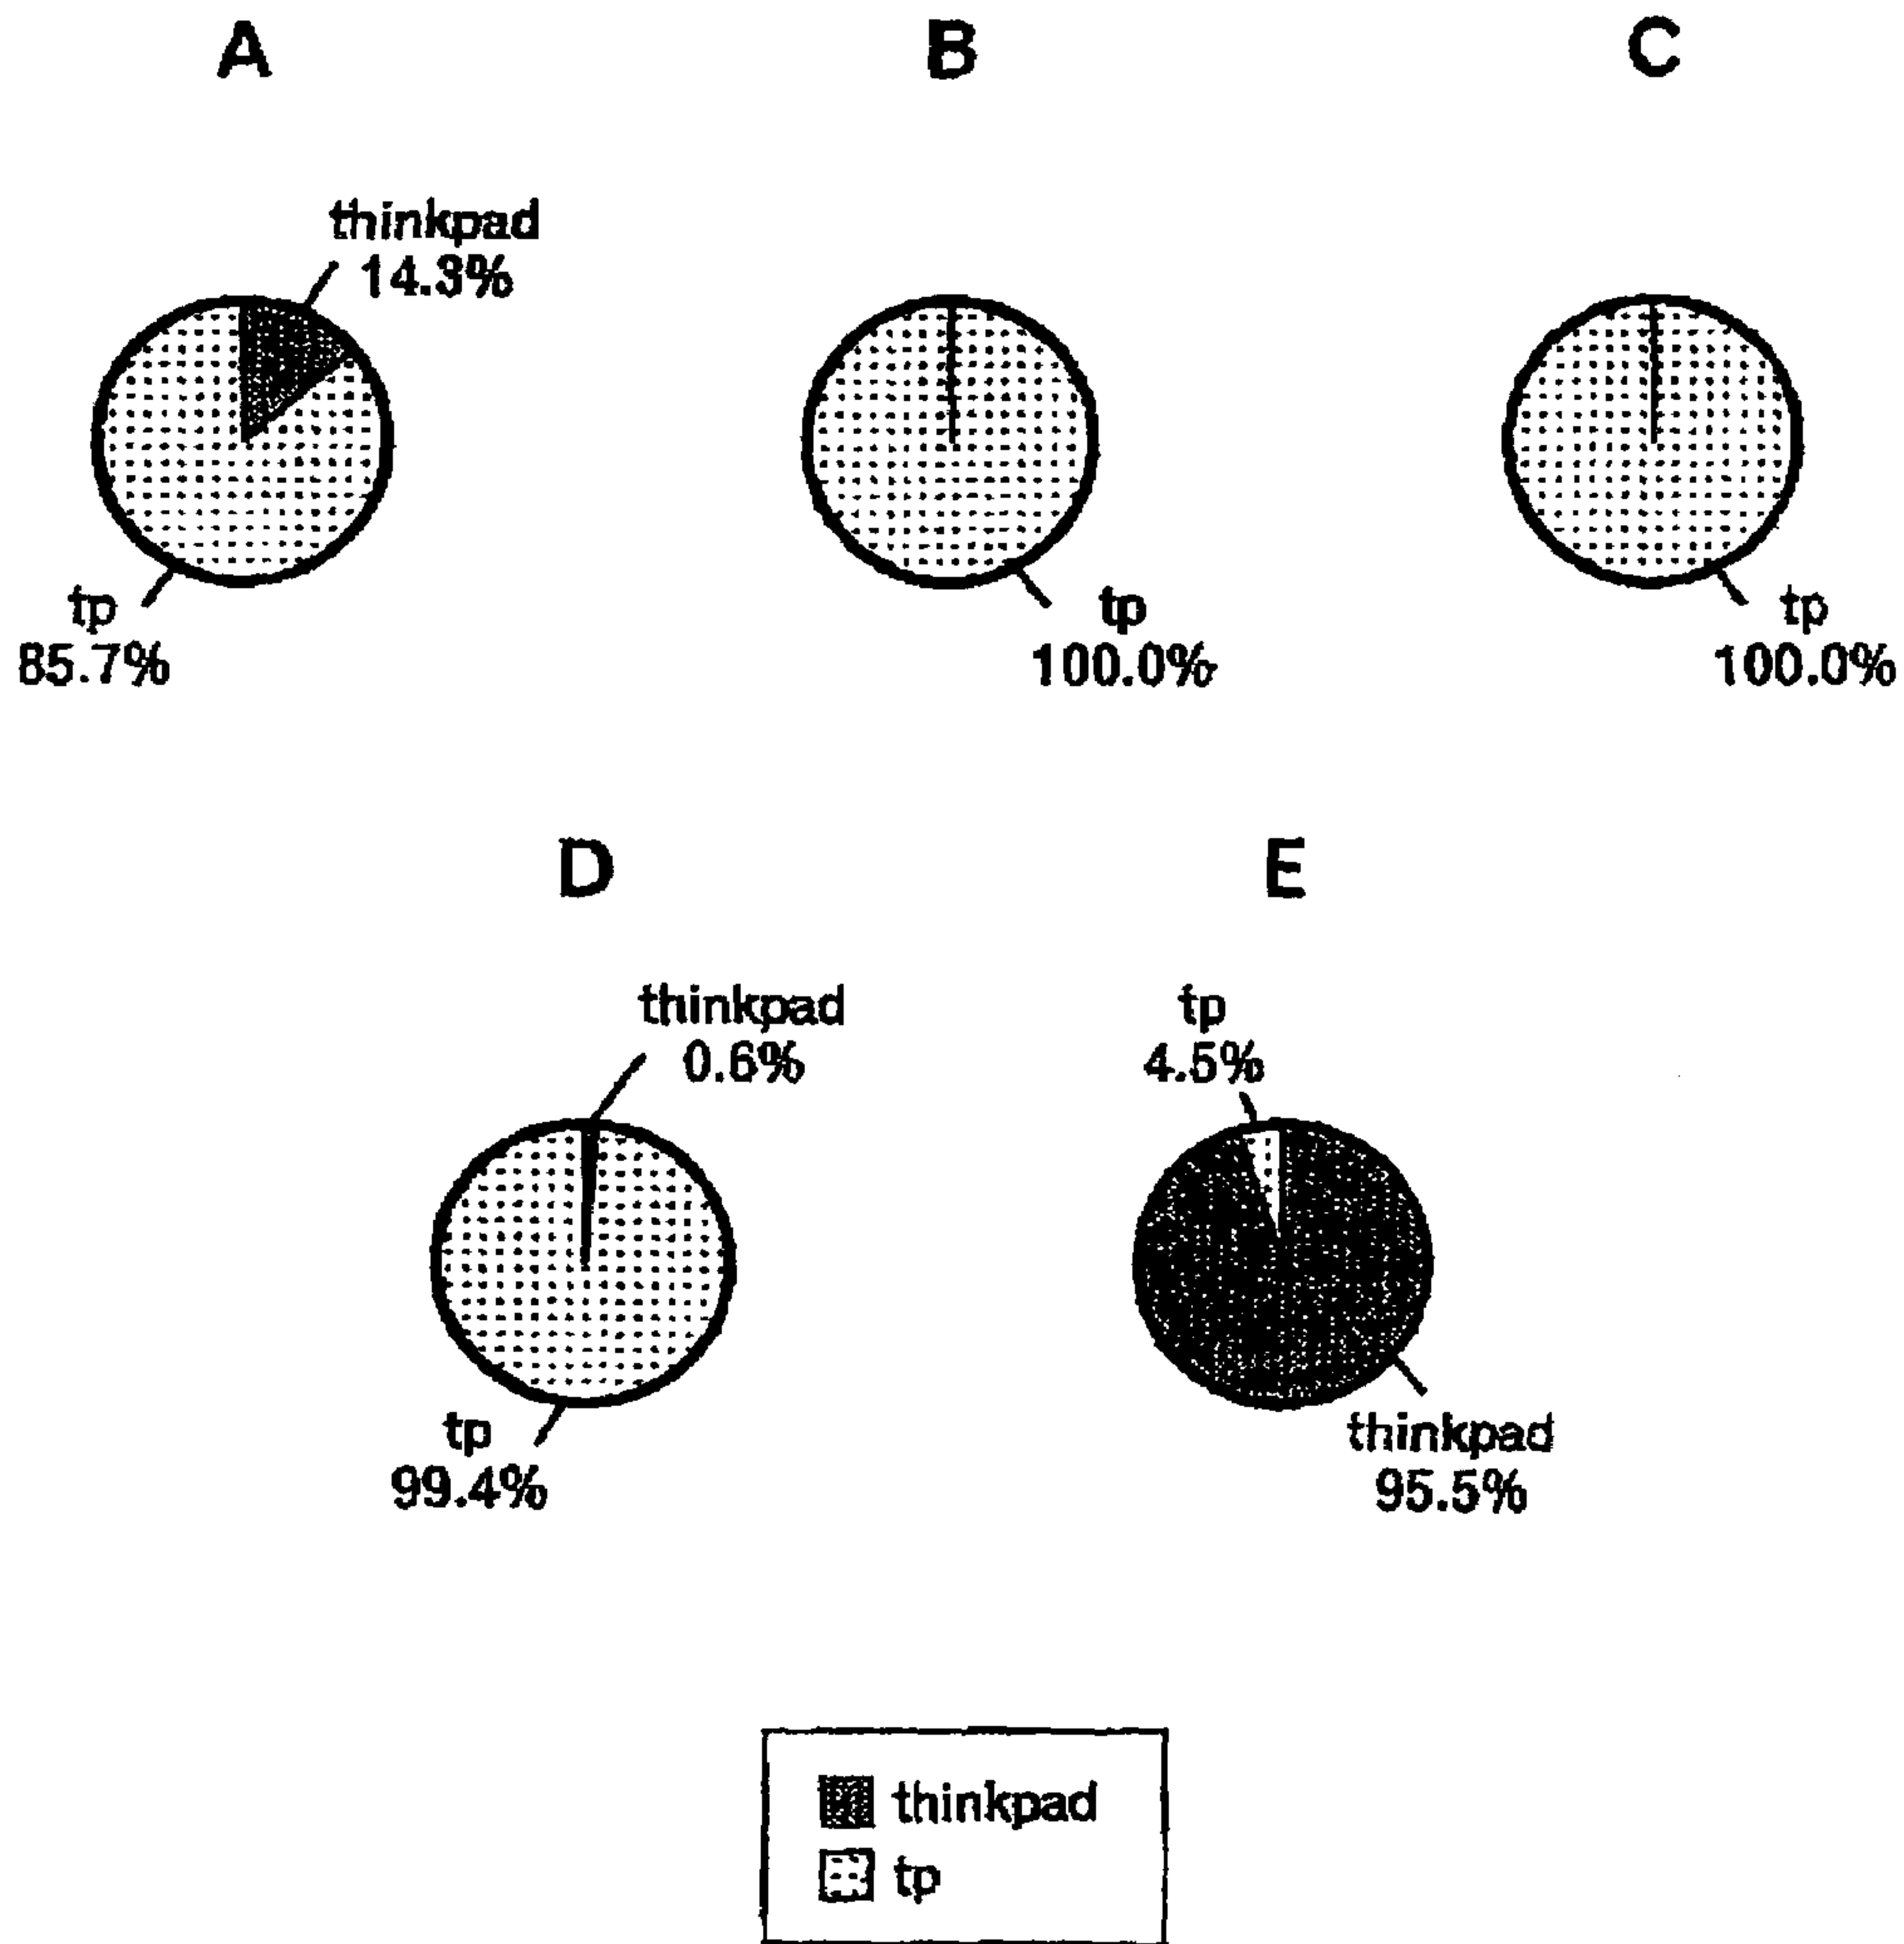 A
B
C
thinkpad
14.3%
tp
85.7%
tp
100.0%
tp
100.0%
D
E
thinkpad
0.6%
tp
4.5%
tp
99.4%
thinkpad
95.5%
thinkpad
tp